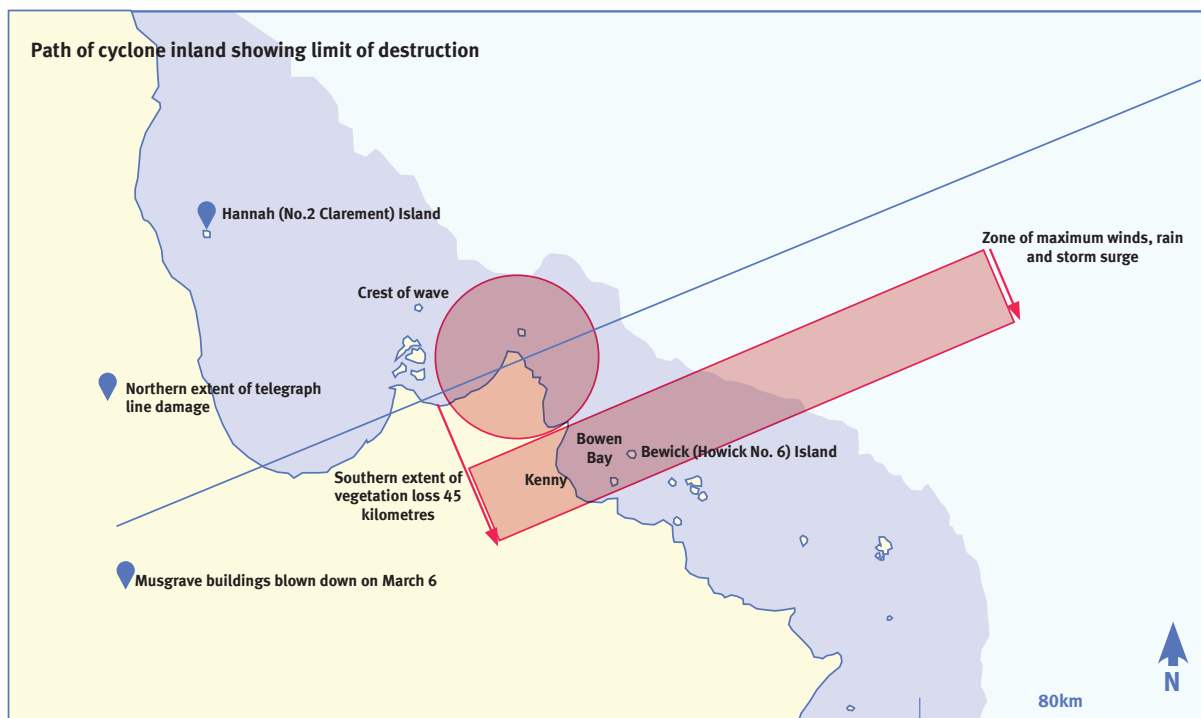 Path of cyclone inland showing limit of destruction
Hannah (No.2 Clarement) Island
Zone of maximum winds, rain
and storm surge
Crest of wave
Northern extent of telegraph
line damage
Bowen
Bay
Bewick (Howick No. 6) Island
Southern extent of
vegetation loss 45
kilometres
Kenny
Musgrave buildings blown down on March 6
N
80km